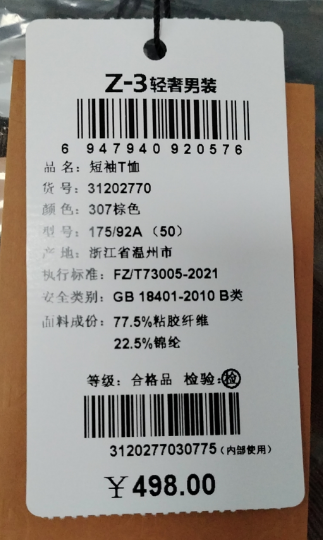 Z-3轻奢男装
6 947940 920576
品 名：短袖T恤
货 号：31202770
颜 色：307棕色
型 号：175/92A（50）
产 地：浙江省温州市
执行标准：FZ/T73005-2021
安全类别：GB 18401-2010 B类
面料成份：77.5%粘胶纤维
22.5%锦纶
等级：合格品 检验：检
3120277030775（内部使用）
￥498.00